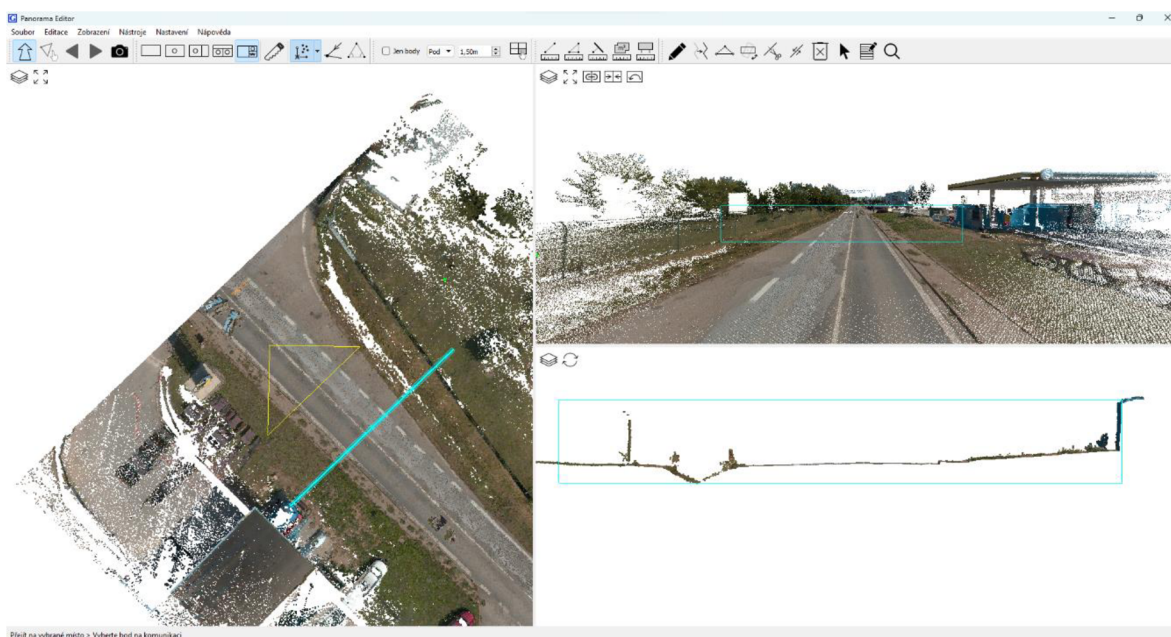 Panorama Editor
Soubor Editace Zobrazení Nástroje Nastavení Nápověda
Jen body Pod 1,50m
Přejít na vybrané místo > Vyberte bod na komunikaci